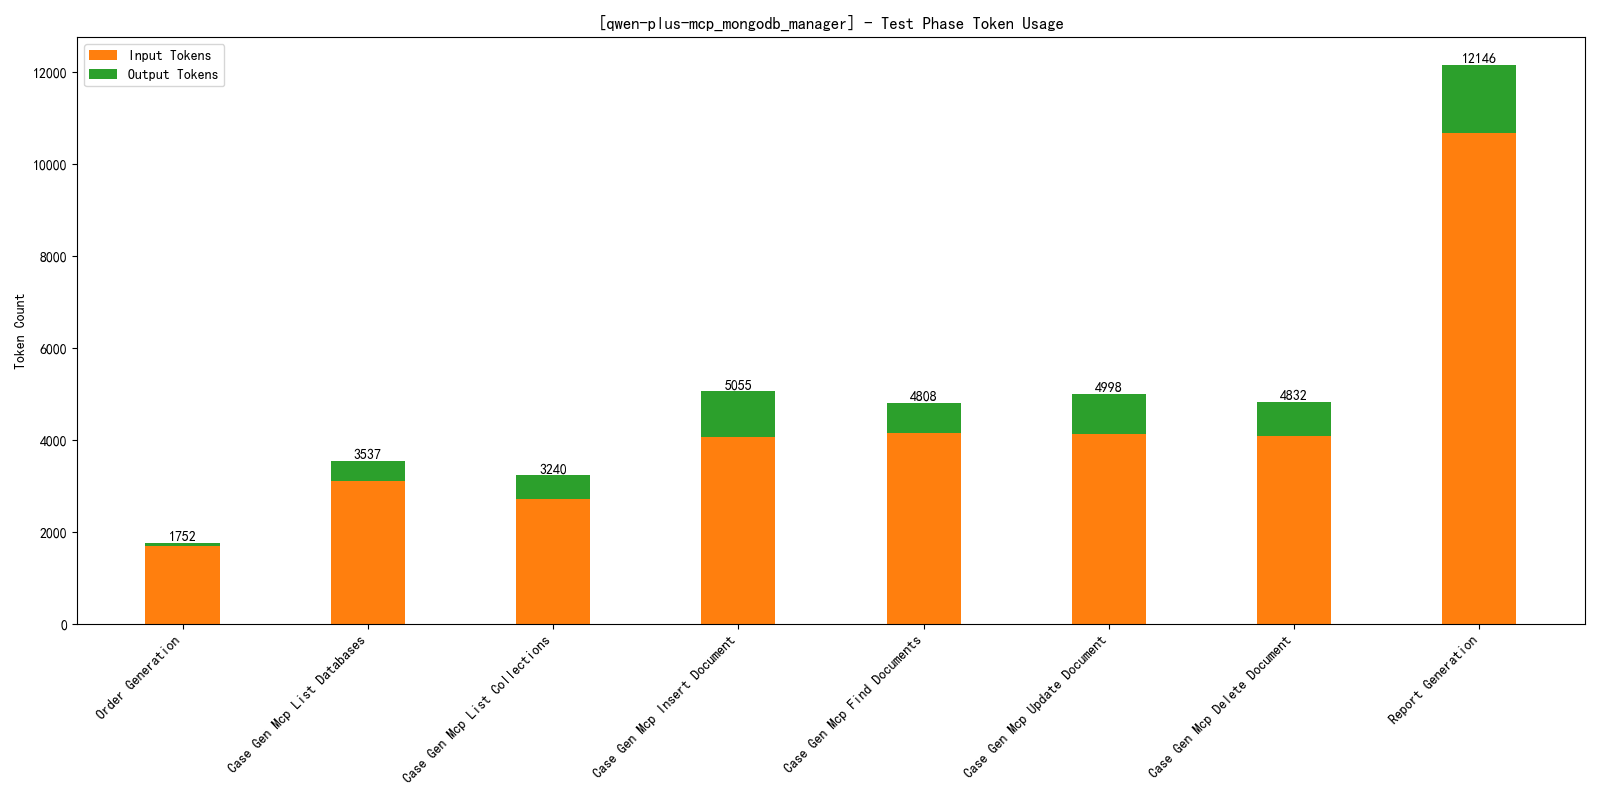 [qwen-plus-mcp_mongodb_manager] - Test Phase Token Usage
Input Tokens
Output Tokens
Token Count
12000
10000
8000
6000
4000
2000
0
1752
3537
3240
5055
4808
4998
4832
12146
Order Generation
Case Gen Mcp List Databases
Case Gen Mcp List Collections
Case Gen Mcp Insert Document
Case Gen Mcp Find Documents
Case Gen Mcp Update Document
Case Gen Mcp Delete Document
Report Generation